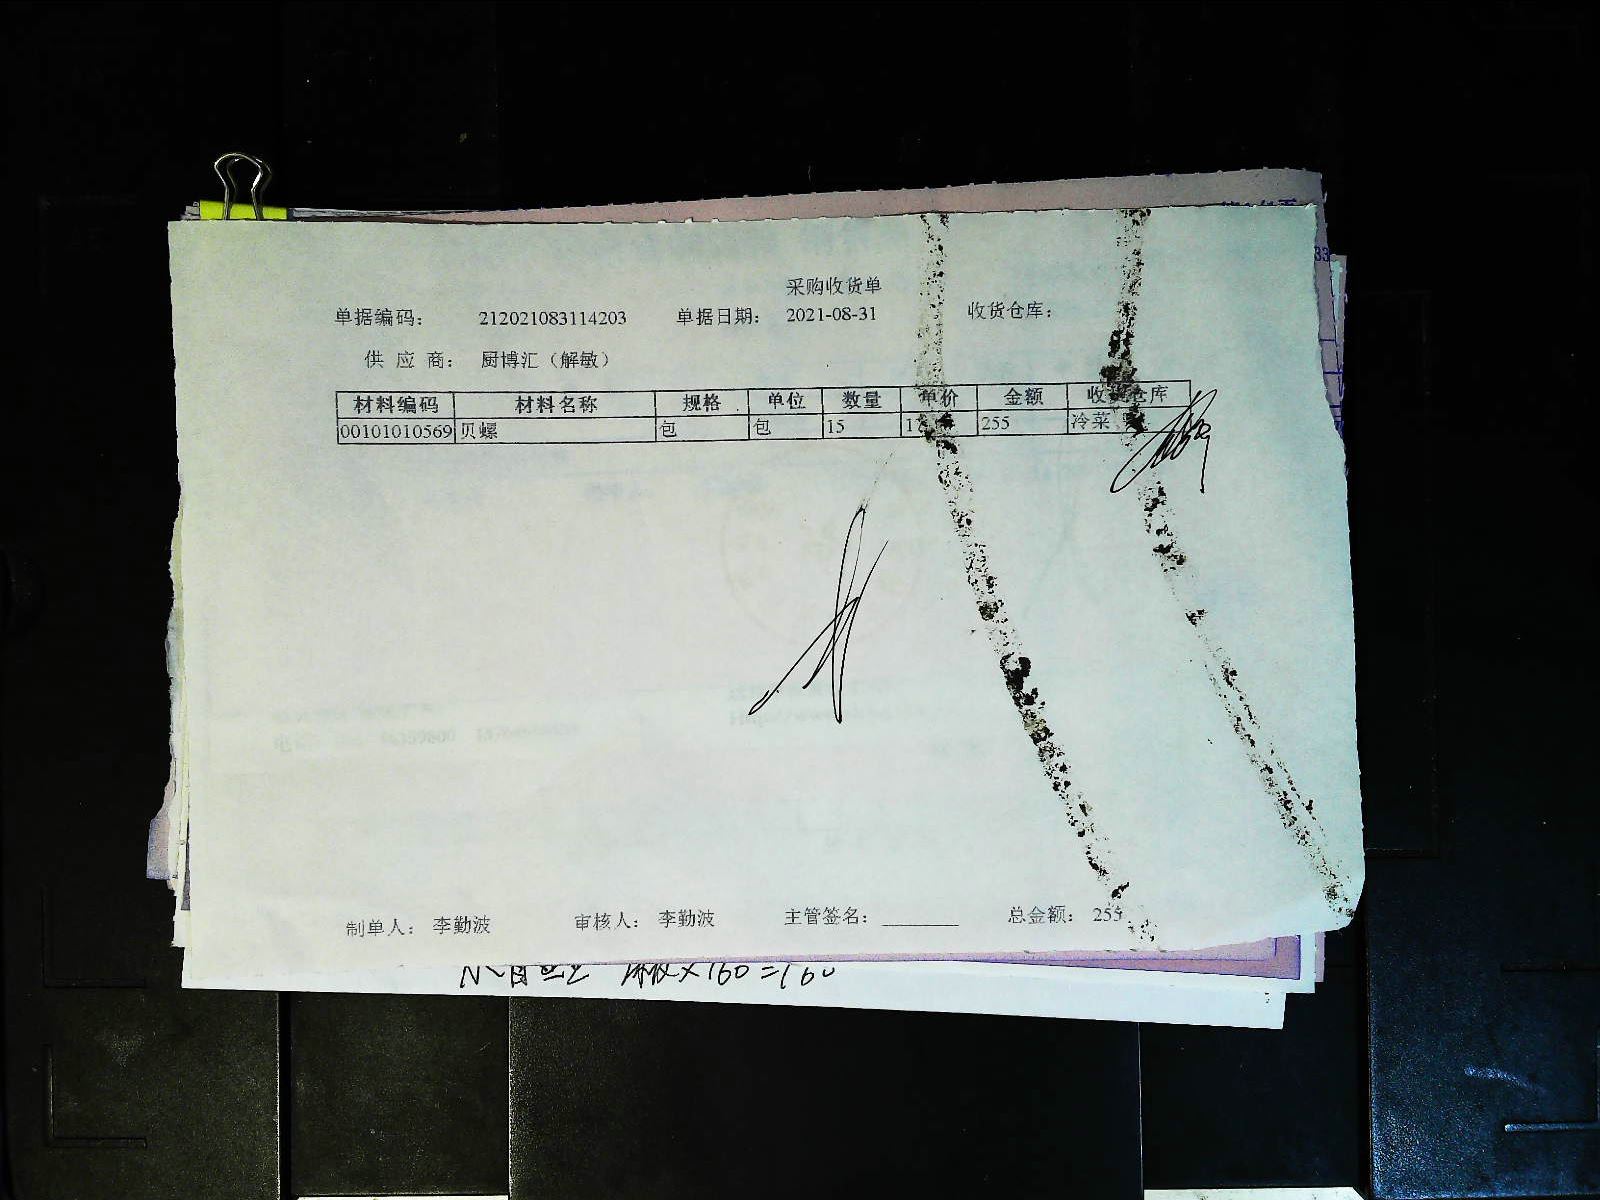 采购收货单
单据编码： 212021083114203 单据日期： 2021-08-31 收货仓库：
供 应 商： 厨博汇（解敏）
材料编码 材料名称 规格 单位 数量 单价 金额 收货仓库
00101010569 贝螺 包 包 15 17 255 冷菜
制单人： 李勤波 审核人： 李勤波 主管签名： 总金额： 255